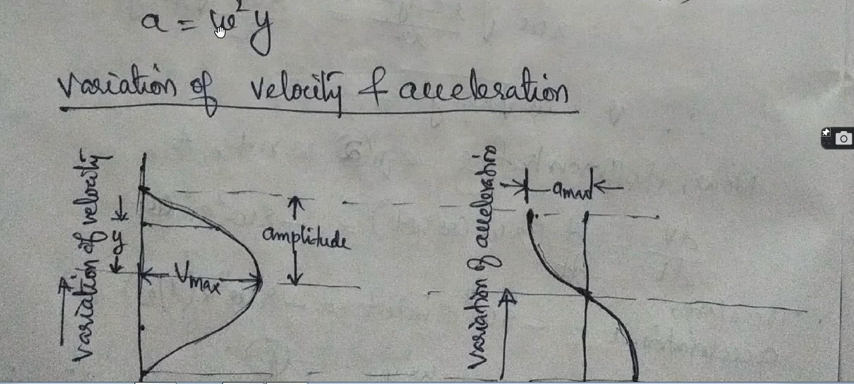 a = ω²y
Variation of velocity & acceleration
Variation of velocity
y
Vmax
amplitude
variation of acceleration
amax